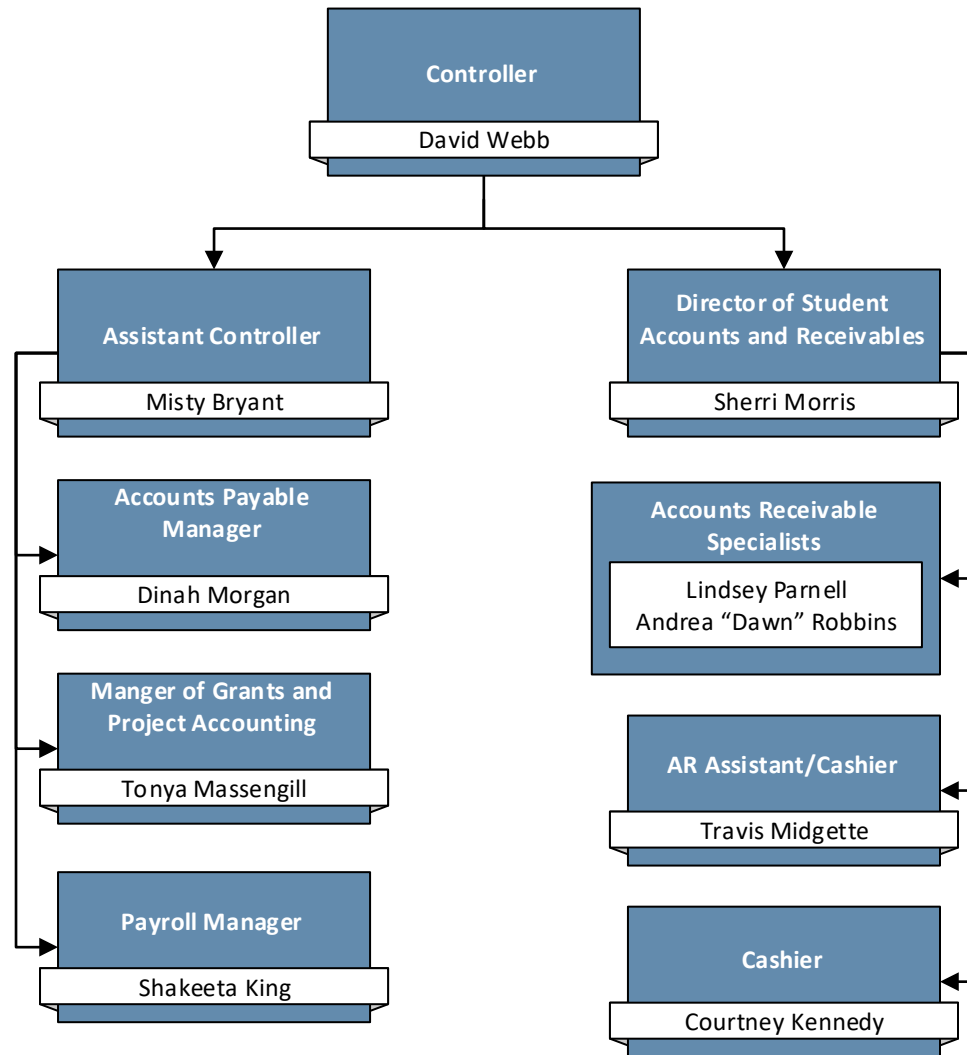 Controller
David Webb
Assistant Controller
Misty Bryant
Director of Student
Accounts and Receivables
Sherri Morris
Accounts Payable
Manager
Dinah Morgan
Accounts Receivable
Specialists
Lindsey Parnell
Andrea “Dawn” Robbins
Manger of Grants and
Project Accounting
Tonya Massengill
AR Assistant/Cashier
Travis Midgette
Payroll Manager
Shakeeta King
Cashier
Courtney Kennedy